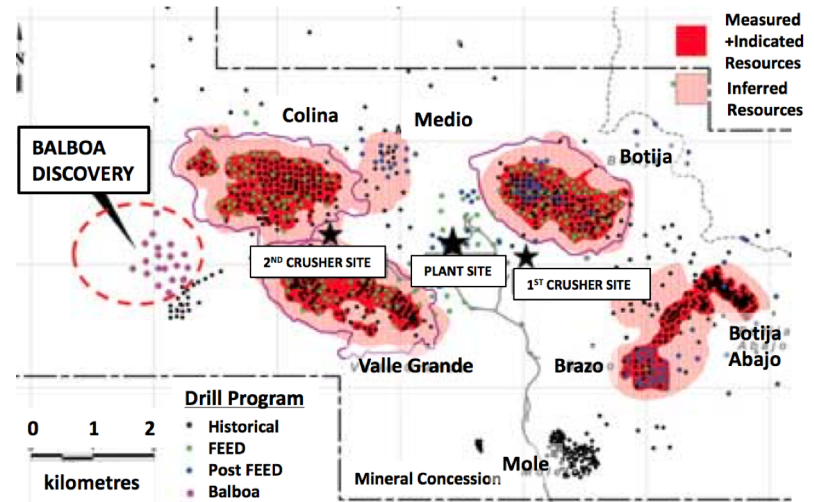 Measured
+Indicated
Resources
Inferred
Resources
Colina
Medio
Botija
BALBOA
DISCOVERY
2ND CRUSHER SITE
PLANT SITE
1ST CRUSHER SITE
Botija
Abajo
Valle Grande
Brazo
Drill Program
Historical
FEED
Post FEED
Balboa
0 1 2
kilometres
Mineral Concession
Mole